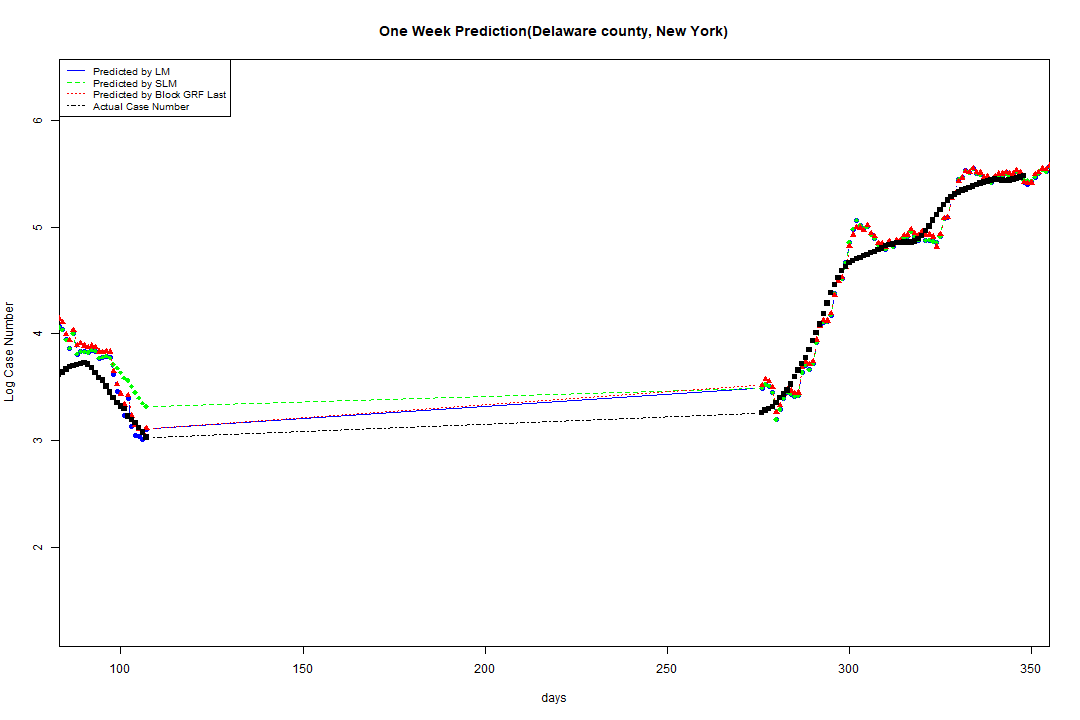 One Week Prediction(Delaware county, New York)
Predicted by LM
Predicted by SLM
Predicted by Block GRF Last
Actual Case Number
Log Case Number
6
5
4
3
2
100 150 200 250 300 350
days